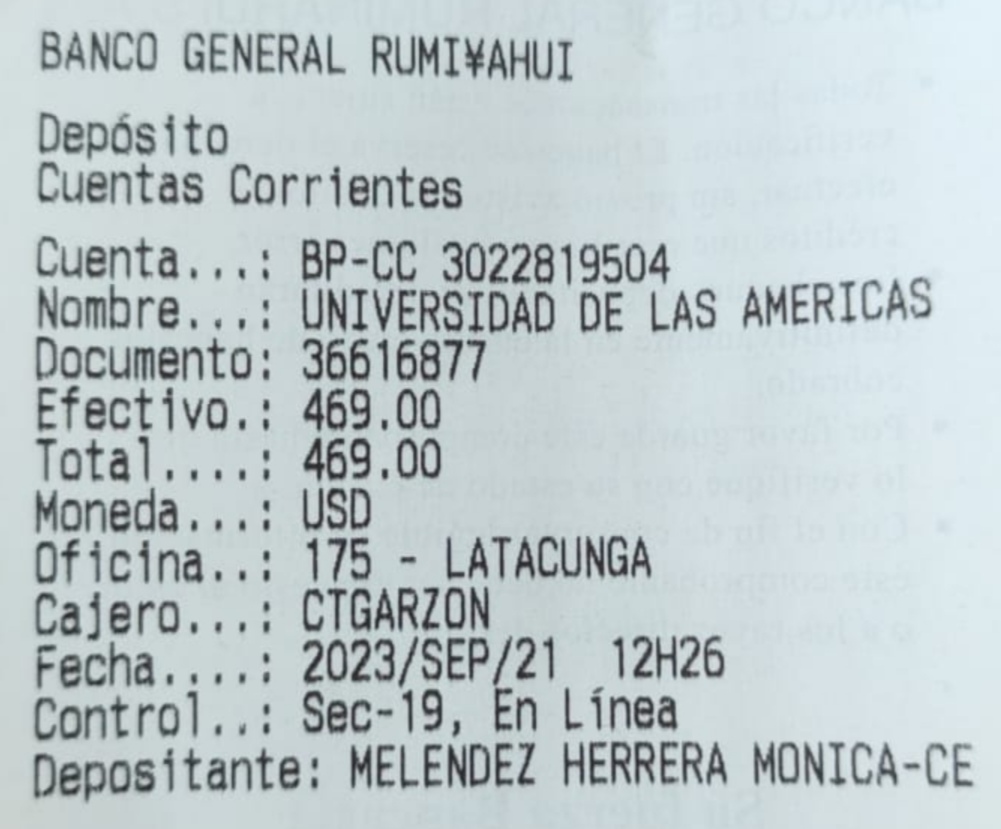 BANCO GENERAL RUMI¥AHUI
Depósito
Cuentas Corrientes
Cuenta...: BP-CC 3022819504
Nombre...: UNIVERSIDAD DE LAS AMERICAS
Documento: 36616877
Efectivo.: 469.00
Total....: 469.00
Moneda...: USD
Oficina..: 175 - LATACUNGA
Cajero...: CTGARZON
Fecha....: 2023/SEP/21 12H26
Control..: Sec-19, En Línea
Depositante: MELENDEZ HERRERA MONICA-CE